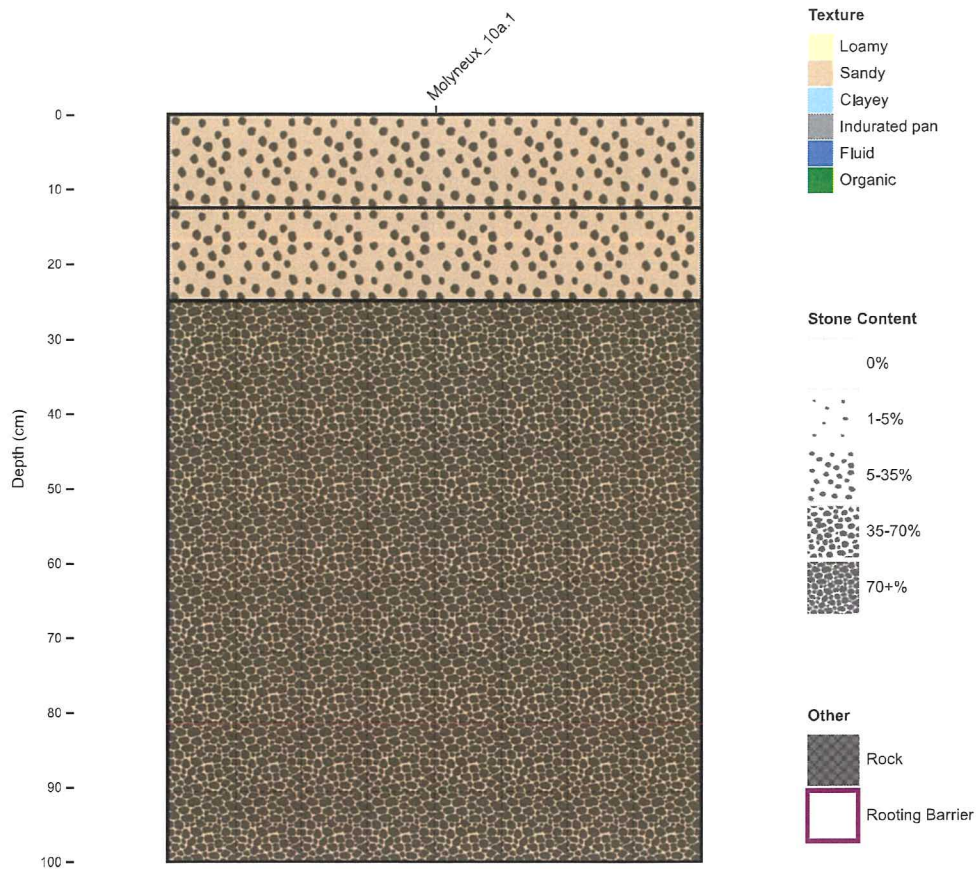 Molyneux_10a.1
Depth (cm)
0
10
20
30
40
50
60
70
80
90
100
Texture
Loamy
Sandy
Clayey
Indurated pan
Fluid
Organic
Stone Content
0%
1-5%
5-35%
35-70%
70+%
Other
Rock
Rooting Barrier